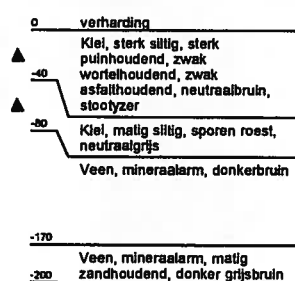 0 verharding
Klei, sterk siltig, sterk
puinhoudend, zwak
-40 wortelhoudend, zwak
asfalthoudend, neutraalbruin,
stootyzer
-80 Klei, matig siltig, sporen roest,
neutraalgrijs
Veen, mineraalarm, donkerbruin
-170
Veen, mineraalarm, matig
-200 zandhoudend, donker grijsbruin